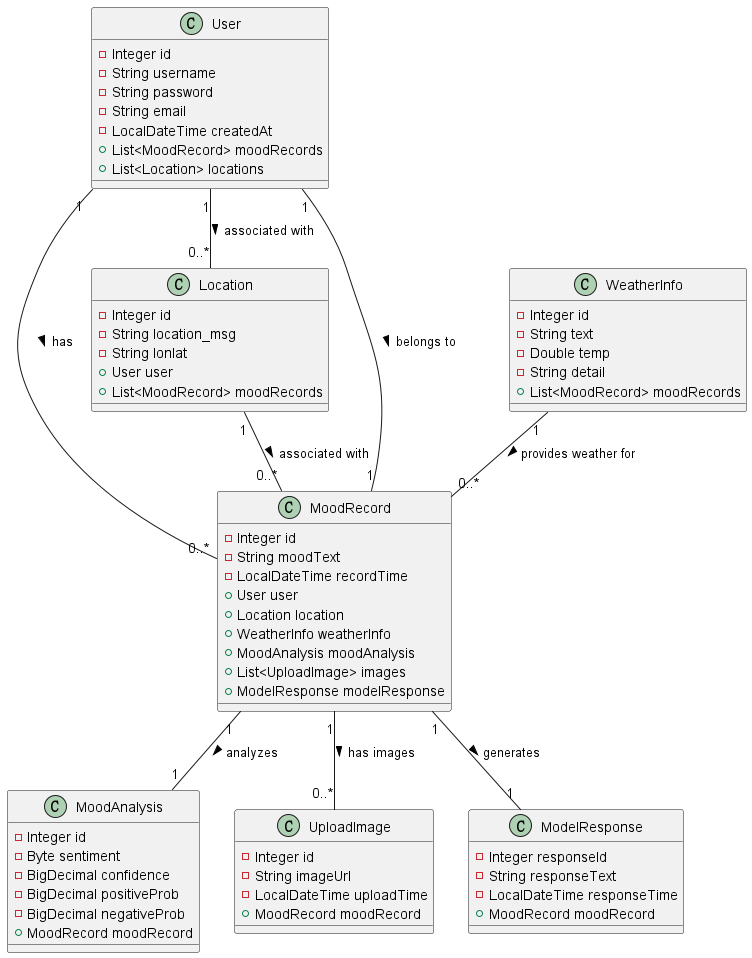 C User
Integer id
String username
String password
String email
LocalDateTime createdAt
List<MoodRecord> moodRecords
List<Location> locations
1
1
1
associated with
0..*
C Location
Integer id
String location_msg
String lonlat
User user
List<MoodRecord> moodRecords
C WeatherInfo
Integer id
String text
Double temp
String detail
List<MoodRecord> moodRecords
has
belongs to
1
1
associated with
provides weather for
0..*
1
0..*
0..*
C MoodRecord
Integer id
String moodText
LocalDateTime recordTime
User user
Location location
WeatherInfo weatherInfo
MoodAnalysis moodAnalysis
List<UploadImage> images
ModelResponse modelResponse
1
1
1
analyzes
has images
generates
1
0..*
1
C MoodAnalysis
Integer id
Byte sentiment
BigDecimal confidence
BigDecimal positiveProb
BigDecimal negativeProb
MoodRecord moodRecord
C UploadImage
Integer id
String imageUrl
LocalDateTime uploadTime
MoodRecord moodRecord
C ModelResponse
Integer responseId
String responseText
LocalDateTime responseTime
MoodRecord moodRecord